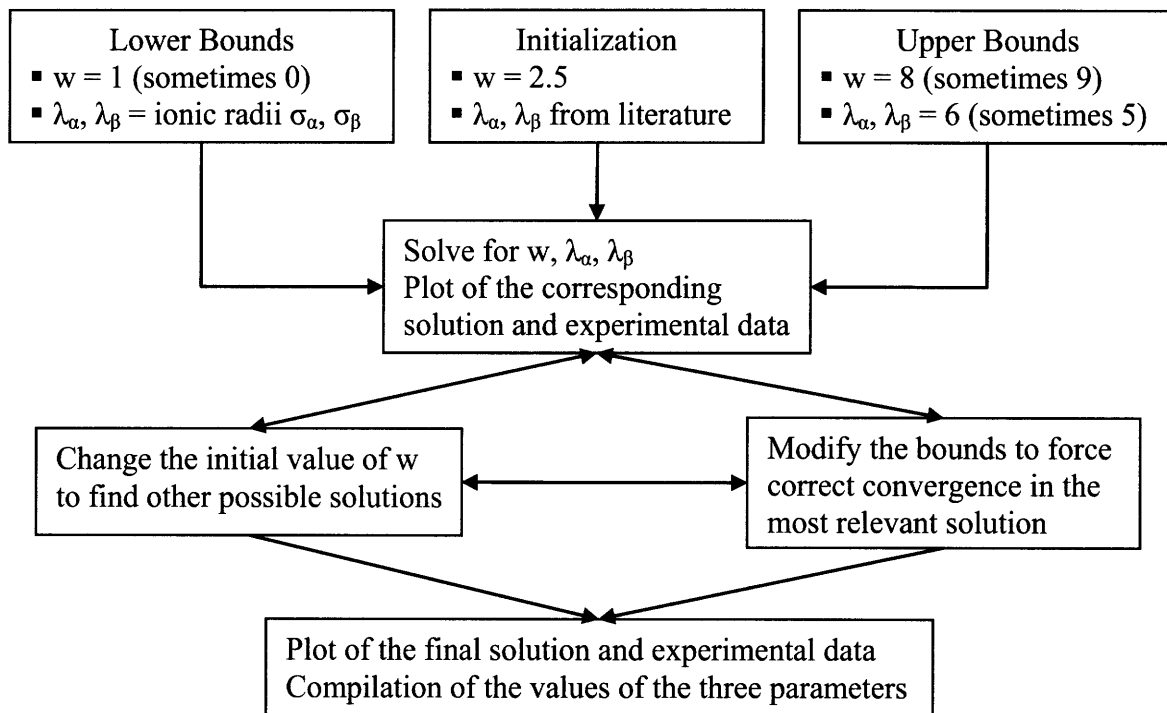 Lower Bounds
▪ w = 1 (sometimes 0)
▪ λα, λβ = ionic radii σα, σβ
Initialization
▪ w = 2.5
▪ λα, λβ from literature
Upper Bounds
▪ w = 8 (sometimes 9)
▪ λα, λβ = 6 (sometimes 5)
Solve for w, λα, λβ
Plot of the corresponding
solution and experimental data
Change the initial value of w
to find other possible solutions
Modify the bounds to force
correct convergence in the
most relevant solution
Plot of the final solution and experimental data
Compilation of the values of the three parameters